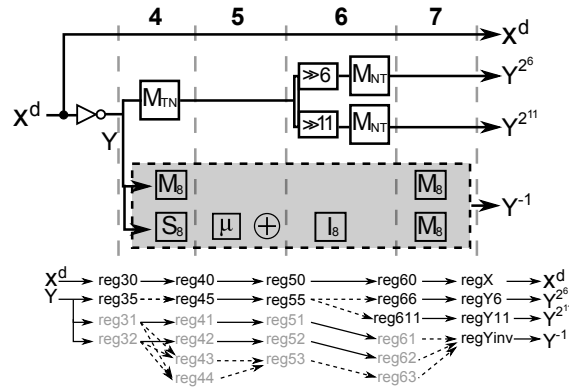 4 5 6 7
X^d
≫6 M_NT Y^{2^6}
X^d M_TN
≫11 M_NT Y^{2^{11}}
Y
M_8 M_8
Y^{-1}
S_8 μ ⊕ I_8 M_8
X^d reg30 reg40 reg50 reg60 regX X^d
Y reg35 reg45 reg55 reg66 regY6 Y^{2^6}
reg31 reg41 reg51 reg611 regY11 Y^{2^{11}}
reg32 reg42 reg52 reg61 regYinv Y^{-1}
reg43 reg53 reg62
reg44 reg63